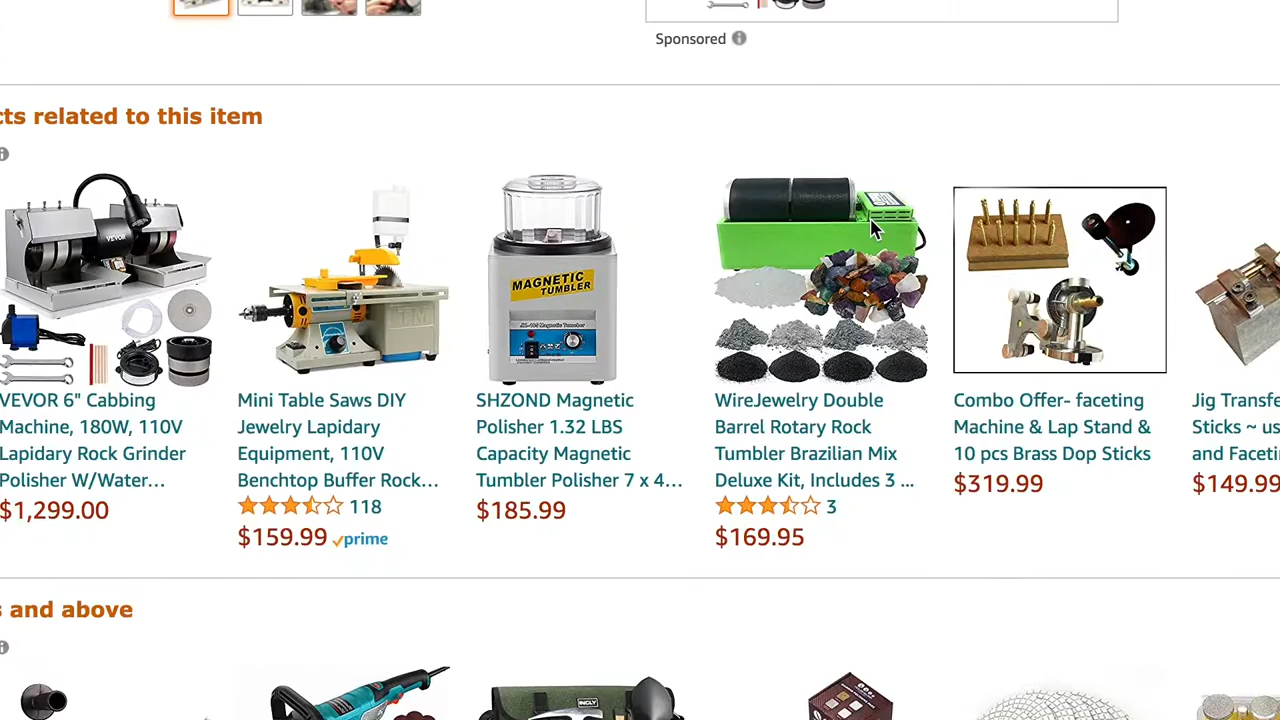 Sponsored
cts related to this item
VEVOR
MAGNETIC
TUMBLER
VEVOR 6" Cabbing
Machine, 180W, 110V
Lapidary Rock Grinder
Polisher W/Water…
$1,299.00
Mini Table Saws DIY
Jewelry Lapidary
Equipment, 110V
Benchtop Buffer Rock…
118
$159.99 prime
SHZOND Magnetic
Polisher 1.32 LBS
Capacity Magnetic
Tumbler Polisher 7 x 4…
$185.99
WireJewelry Double
Barrel Rotary Rock
Tumbler Brazilian Mix
Deluxe Kit, Includes 3 ...
3
$169.95
Combo Offer- faceting
Machine & Lap Stand &
10 pcs Brass Dop Sticks
$319.99
Jig Transfe
Sticks ~ us
and Facetin
$149.99
s and above
INCLY